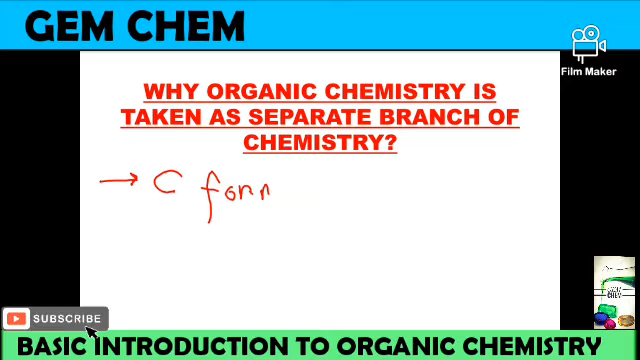 GEM CHEM
Film Maker
WHY ORGANIC CHEMISTRY IS
TAKEN AS SEPARATE BRANCH OF
CHEMISTRY?
→ C form
SUBSCRIBE
BASIC INTRODUCTION TO ORGANIC CHEMISTRY